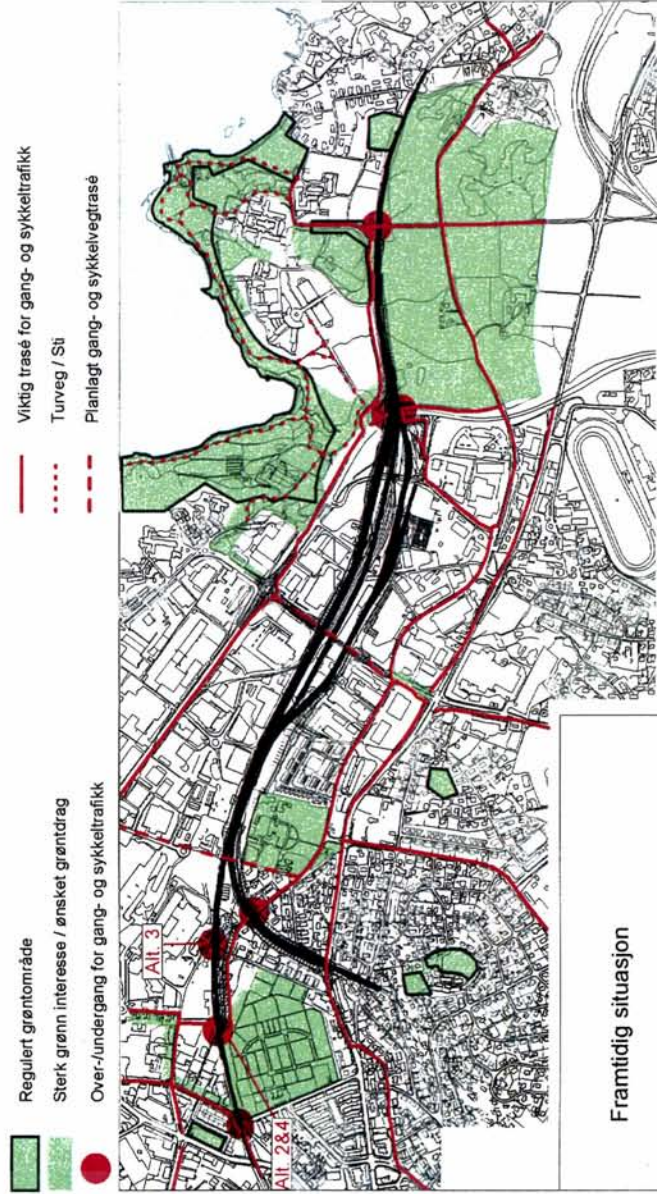 Regulert grøntområde
Sterk grønn interesse / ønsket grøntdrag
Over-/undergang for gang- og sykkeltrafikk
Viktig trasé for gang- og sykkeltrafikk
Turveg / Sti
Planlagt gang- og sykkelvegtrasé
Alt. 3
Alt. 2&4
Framtidig situasjon